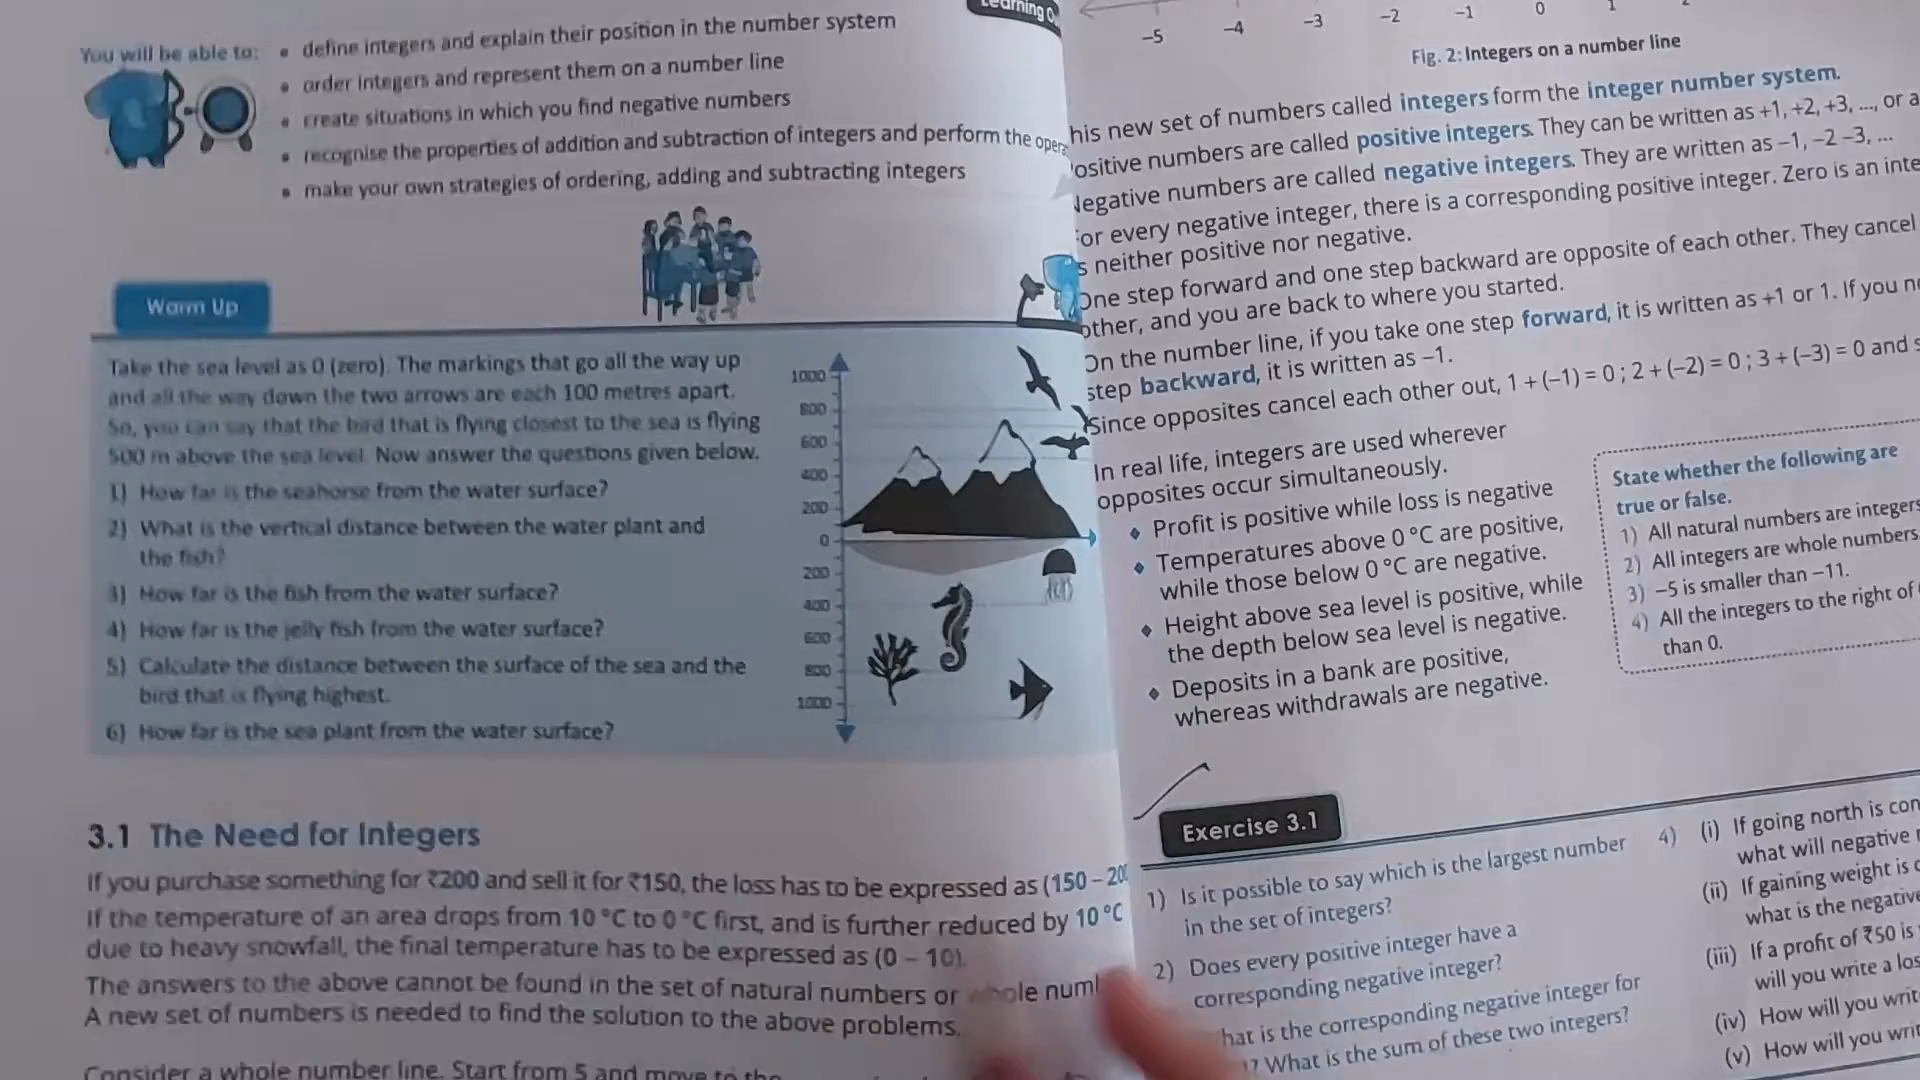 You will be able to:
• define integers and explain their position in the number system
• order integers and represent them on a number line
• create situations in which you find negative numbers
• recognise the properties of addition and subtraction of integers and perform the
• make your own strategies of ordering, adding and subtracting integers
Warm Up
Take the sea level as 0 (zero). The markings that go all the way up
and all the way down the two arrows are each 100 metres apart.
So, you can say that the bird that is flying closest to the sea is flying
500 m above the sea level. Now answer the questions given below.
1) How far is the seahorse from the water surface?
2) What is the vertical distance between the water plant and
the fish?
3) How far is the fish from the water surface?
4) How far is the jelly fish from the water surface?
5) Calculate the distance between the surface of the sea and the
bird that is flying highest.
6) How far is the sea plant from the water surface?
1000
800
600
400
200
0
200
400
600
800
1000
3.1 The Need for Integers
If you purchase something for ₹200 and sell it for ₹150, the loss has to be expressed as (150 – 20
If the temperature of an area drops from 10 °C to 0 °C first, and is further reduced by 10 °C
due to heavy snowfall, the final temperature has to be expressed as (0 – 10).
The answers to the above cannot be found in the set of natural numbers or whole
A new set of numbers is needed to find the solution to the above problems.
Consider a whole number line. Start from 5 and move to the
Learning
–5 –4 –3 –2 –1 0 1
Fig. 2: Integers on a number line
his new set of numbers called integers form the integer number system.
ositive numbers are called positive integers. They can be written as +1, +2, +3, ..., or a
egative numbers are called negative integers. They are written as –1, –2 –3, ...
or every negative integer, there is a corresponding positive integer. Zero is an
s neither positive nor negative.
One step forward and one step backward are opposite of each other. They cancel
other, and you are back to where you started.
On the number line, if you take one step forward, it is written as +1 or 1. If you
step backward, it is written as –1.
Since opposites cancel each other out, 1 + (–1) = 0 ; 2 + (–2) = 0 ; 3 + (–3) = 0 and
In real life, integers are used wherever
opposites occur simultaneously.
◆ Profit is positive while loss is negative
◆ Temperatures above 0 °C are positive,
while those below 0 °C are negative.
◆ Height above sea level is positive, while
the depth below sea level is negative.
◆ Deposits in a bank are positive,
whereas withdrawals are negative.
State whether the following are
true or false.
1) All natural numbers are integers
2) All integers are whole numbers.
3) –5 is smaller than –11.
4) All the integers to the right of
than 0.
Exercise 3.1
1) Is it possible to say which is the largest number
in the set of integers?
2) Does every positive integer have a
corresponding negative integer?
hat is the corresponding negative integer for
? What is the sum of these two integers?
4) (i) If going north is
what will negative
(ii) If gaining weight is
what is the negative
(iii) If a profit of ₹50 is
will you write a
(iv) How will you
(v) How will you